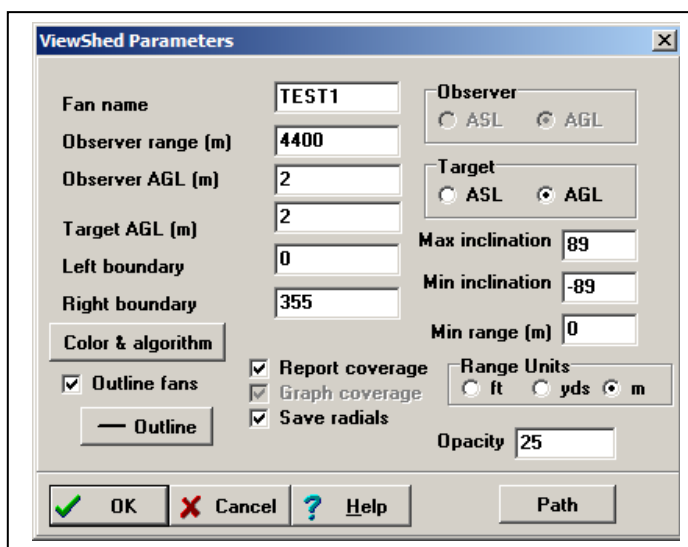 ViewShed Parameters
Fan name TEST1
Observer range (m) 4400
Observer AGL (m) 2
Target AGL (m) 2
Left boundary 0
Right boundary 355
Observer
ASL AGL
Target
ASL AGL
Max inclination 89
Min inclination -89
Min range (m) 0
Color & algorithm
Outline fans
Outline
Report coverage
Graph coverage
Save radials
Range Units
ft yds m
Opacity 25
OK Cancel Help Path